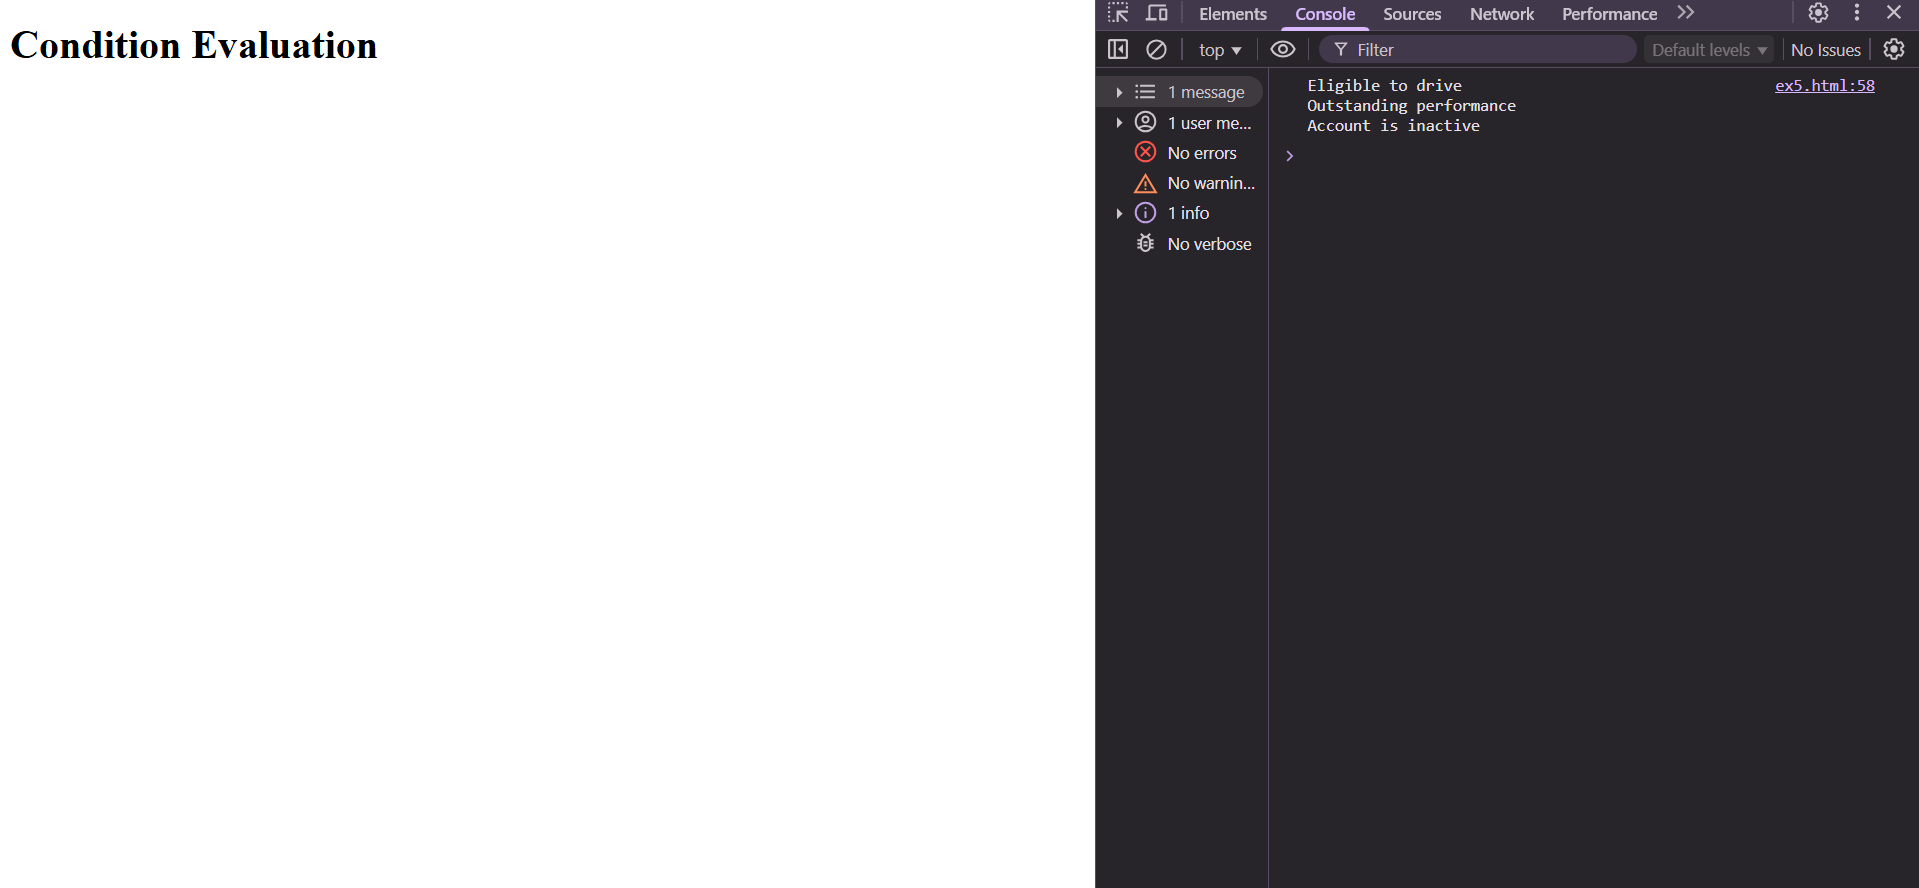 Condition Evaluation
Elements Console Sources Network Performance
top Filter Default levels No Issues
1 message
1 user me...
No errors
No warnin...
1 info
No verbose
Eligible to drive ex5.html:58
Outstanding performance
Account is inactive